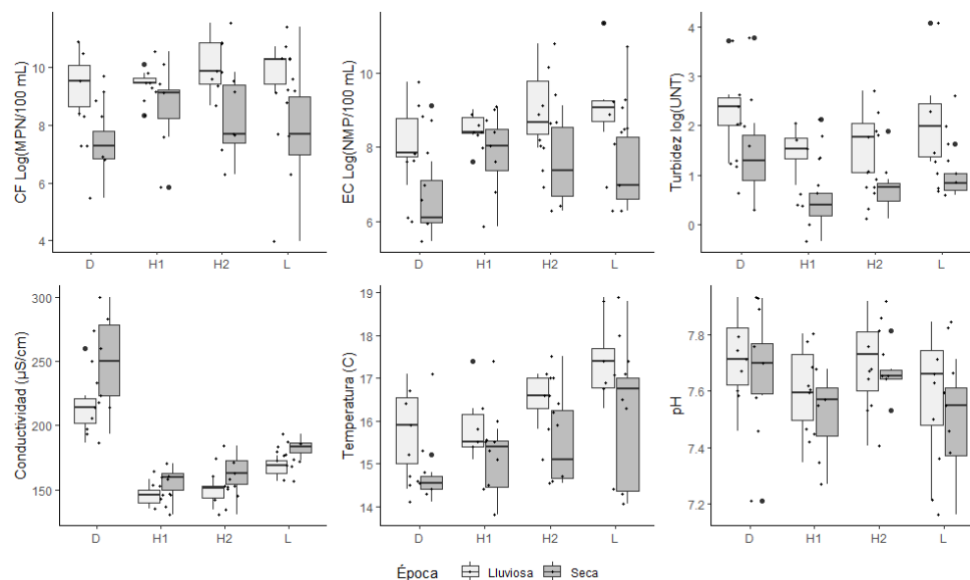 CF Log(MPN/100 mL)
10
8
6
4
D H1 H2 L
EC Log(NMP/100 mL)
10
8
6
D H1 H2 L
Turbidez log(UNT)
4
3
2
1
0
D H1 H2 L
Conductividad (µS/cm)
300
250
200
150
D H1 H2 L
Temperatura (C)
19
18
17
16
15
14
D H1 H2 L
pH
7.8
7.6
7.4
7.2
D H1 H2 L
Época Lluviosa Seca